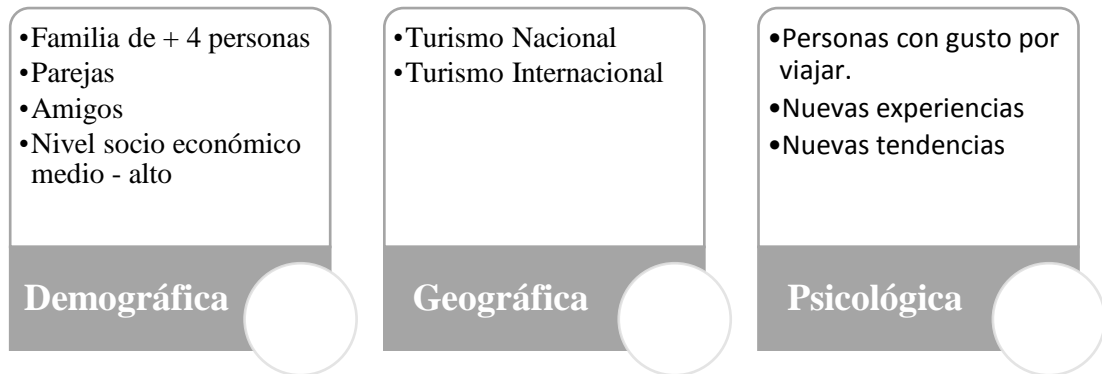 •Familia de + 4 personas
•Parejas
•Amigos
•Nivel socio económico
medio - alto
Demográfica
•Turismo Nacional
•Turismo Internacional
Geográfica
•Personas con gusto por
viajar.
•Nuevas experiencias
•Nuevas tendencias
Psicológica